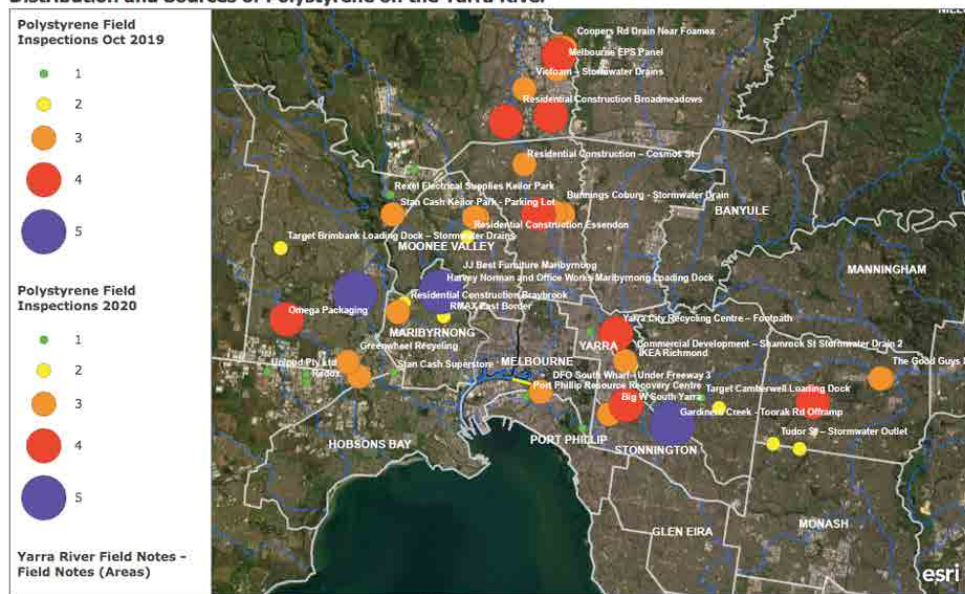 Distribution and Sources of Polystyrene on the Yarra River
Polystyrene Field
Inspections Oct 2019
1
2
3
4
5
Polystyrene Field
Inspections 2020
1
2
3
4
5
Yarra River Field Notes -
Field Notes (Areas)
Coopers Rd Drain Near Foamex
Melbourne EPS Panel
Vicfoam – Stormwater Drains
Residential Construction Broadmeadows
Residential Construction – Cosmos St
Rexel Electrical Supplies Keilor Park
Bunnings Coburg - Stormwater Drain
Stan Cash Keilor Park - Parking Lot
BANYULE
Residential Construction Essendon
Target Brimbank Loading Dock – Stormwater Drains
MOONEE VALLEY
MANNINGHAM
JJ Best Furniture Maribyrnong
Harvey Norman and Office Works Maribyrnong Loading Dock
Residential Construction Braybrook
RMAX East Border
Omega Packaging
Yarra City Recycling Centre – Footpath
MARIBYRNONG
YARRA
Commercial Development – Shamrock St Stormwater Drain 2
Greenwheel Recycling
IKEA Richmond
MELBOURNE
The Good Guys
Unipod Pty Ltd
Stan Cash Superstore
Redox
DFO South Wharf - Under Freeway 3
Port Phillip Resource Recovery Centre
Target Camberwell Loading Dock
Big W South Yarra
Gardiners Creek - Toorak Rd Offramp
Tudor St – Stormwater Outlet
HOBSONS BAY
PORT PHILLIP
STONNINGTON
GLEN EIRA
MONASH
esri